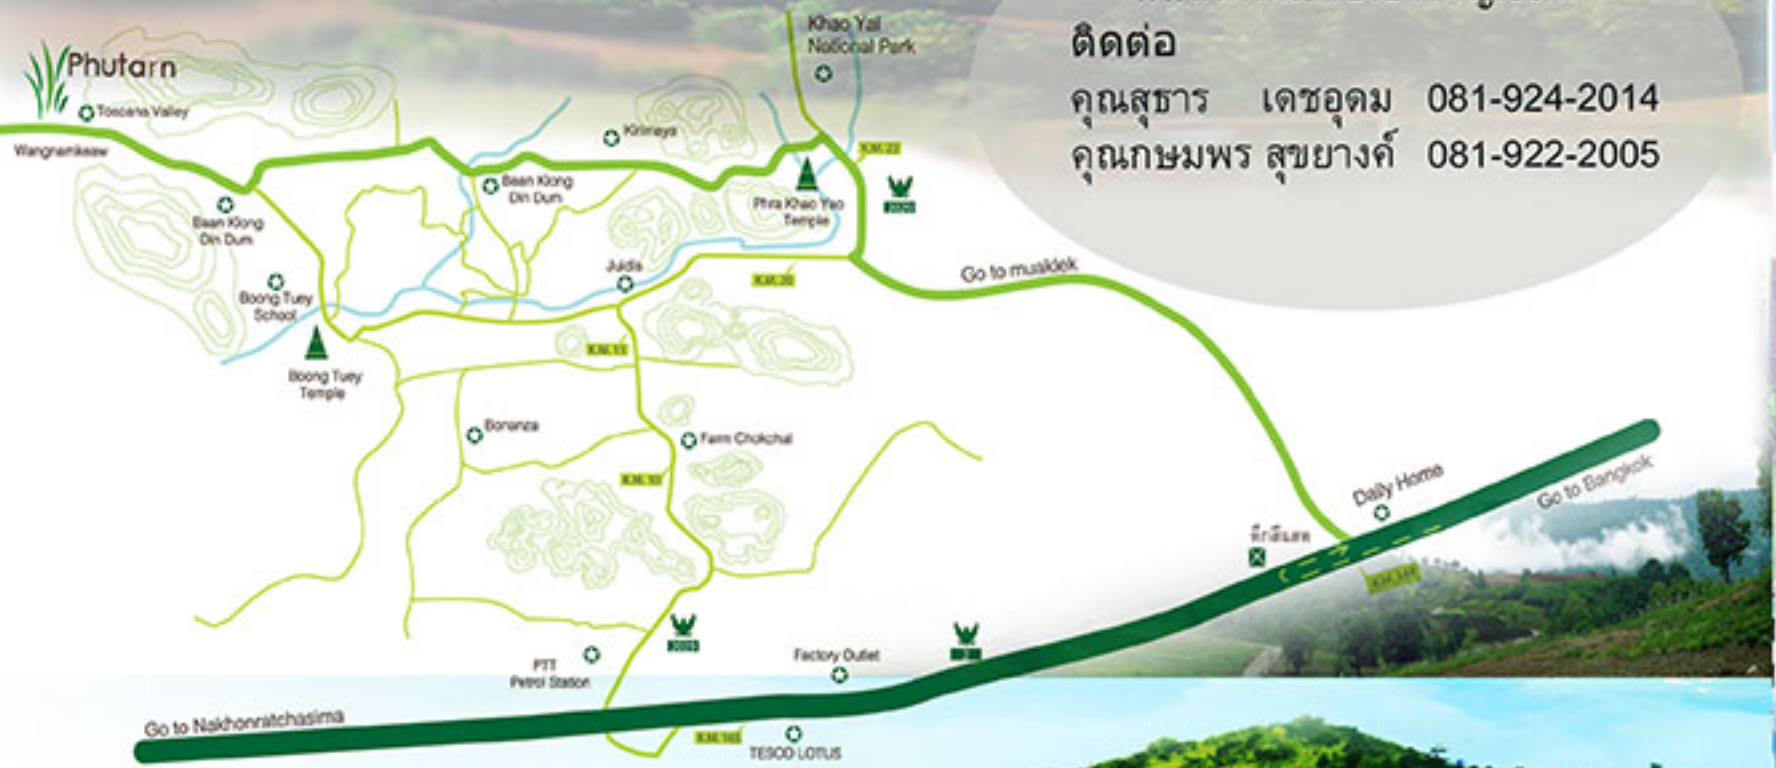 ติดต่อ
คุณสุธาร เดชอุดม 081-924-2014
คุณกษมพร สุขยางค์ 081-922-2005
Khao Yai
National Park
Phutarn
Toscana Valley
Wangnamkeaw
Kirimaya
K.M.23
Baan Klong
Din Dum
Baan Klong
Din Dum
Phra Khao Yao
Temple
Juldis
K.M.20
Go to muaklek
Boong Tuey
School
Boong Tuey
Temple
Bonanza
Farm Chokchai
K.M.10
Daily Home
Go to Bangkok
PTT
Petrol Station
Factory Outlet
Go to Nakhonratchasima
TESCO LOTUS